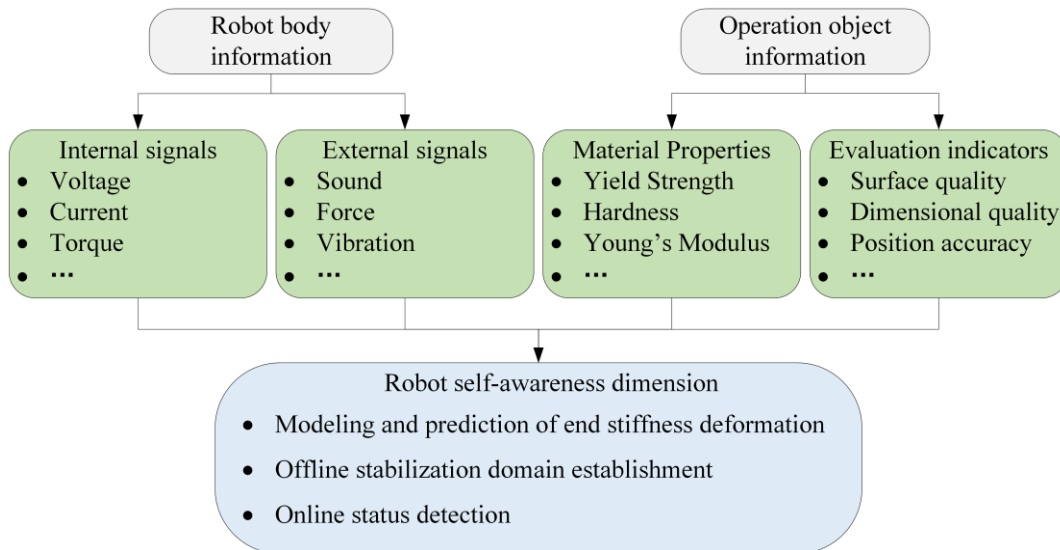 Robot body
information
Operation object
information
Internal signals
• Voltage
• Current
• Torque
• ...
External signals
• Sound
• Force
• Vibration
• ...
Material Properties
• Yield Strength
• Hardness
• Young's Modulus
• ...
Evaluation indicators
• Surface quality
• Dimensional quality
• Position accuracy
• ...
Robot self-awareness dimension
• Modeling and prediction of end stiffness deformation
• Offline stabilization domain establishment
• Online status detection